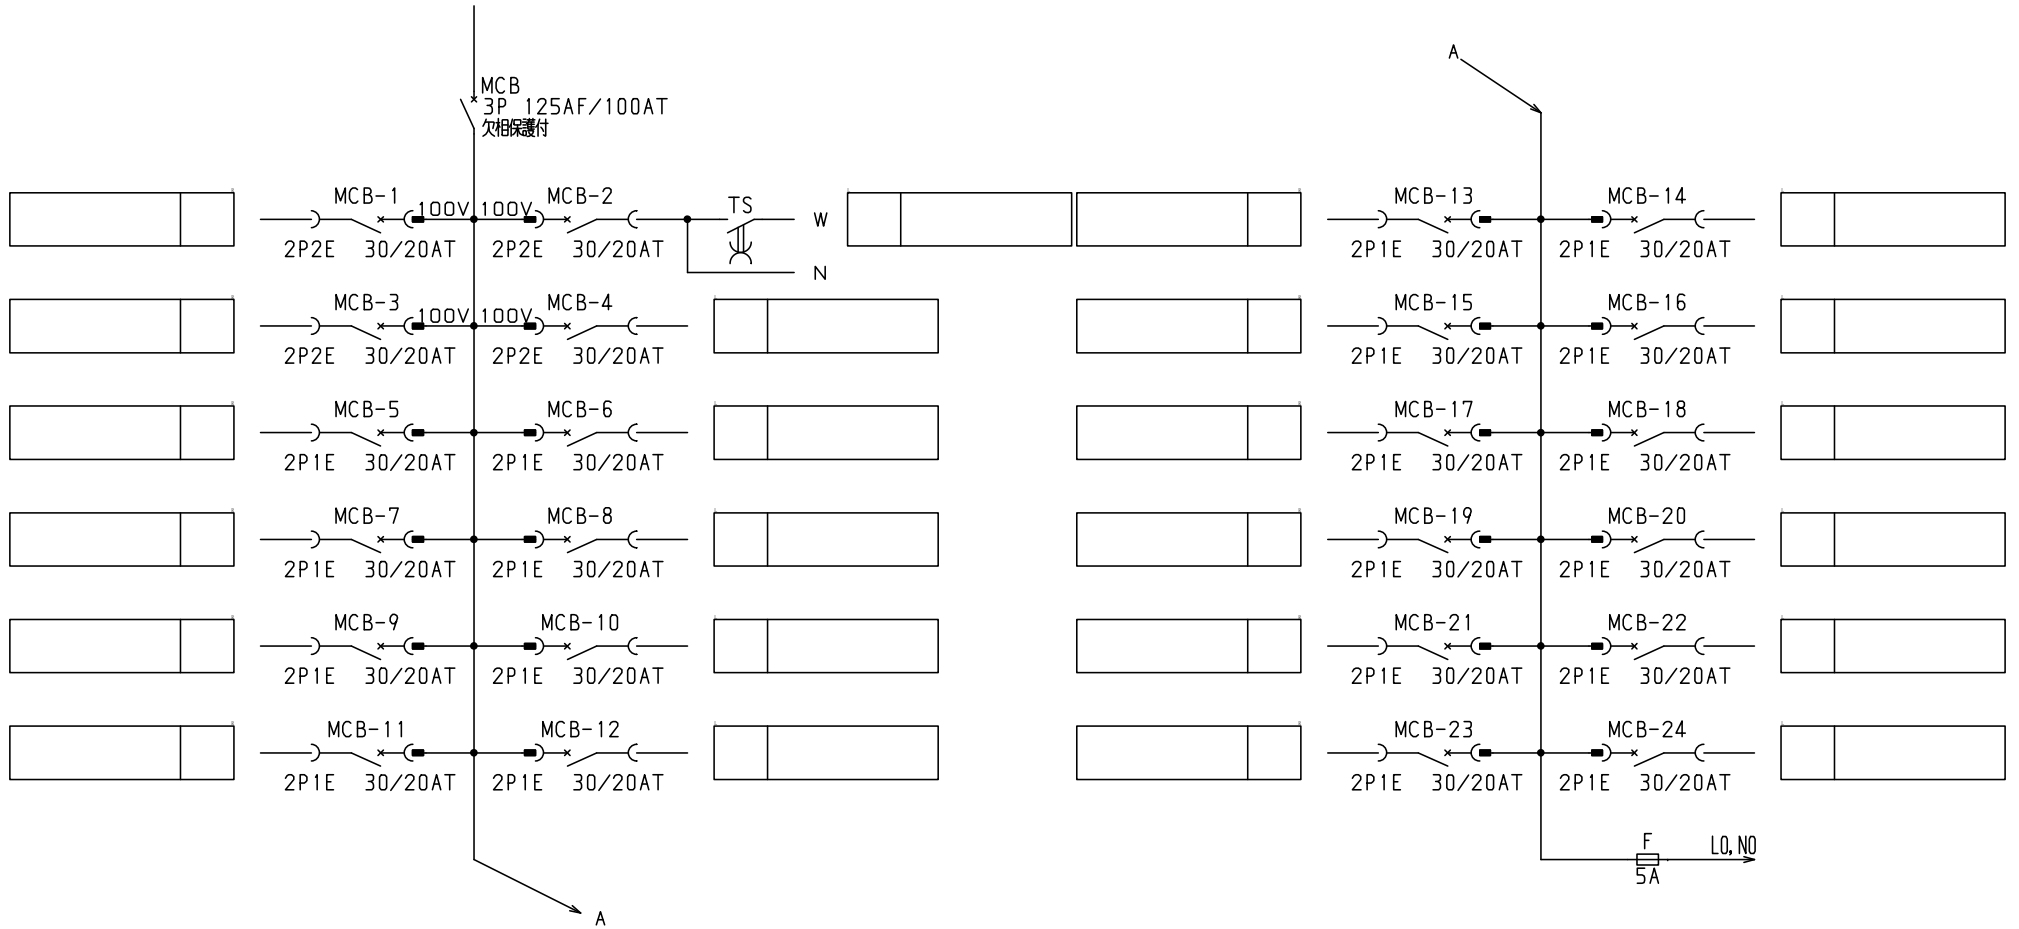 MCB
3P 125AF/100AT
欠相保護付
MCB-1 100V 100V MCB-2 TS W
2P2E 30/20AT 2P2E 30/20AT N
MCB-3 100V 100V MCB-4
2P2E 30/20AT 2P2E 30/20AT
MCB-5 MCB-6
2P1E 30/20AT 2P1E 30/20AT
MCB-7 MCB-8
2P1E 30/20AT 2P1E 30/20AT
MCB-9 MCB-10
2P1E 30/20AT 2P1E 30/20AT
MCB-11 MCB-12
2P1E 30/20AT 2P1E 30/20AT
A
A
MCB-13 MCB-14
2P1E 30/20AT 2P1E 30/20AT
MCB-15 MCB-16
2P1E 30/20AT 2P1E 30/20AT
MCB-17 MCB-18
2P1E 30/20AT 2P1E 30/20AT
MCB-19 MCB-20
2P1E 30/20AT 2P1E 30/20AT
MCB-21 MCB-22
2P1E 30/20AT 2P1E 30/20AT
MCB-23 MCB-24
2P1E 30/20AT 2P1E 30/20AT
F L0,N0
5A